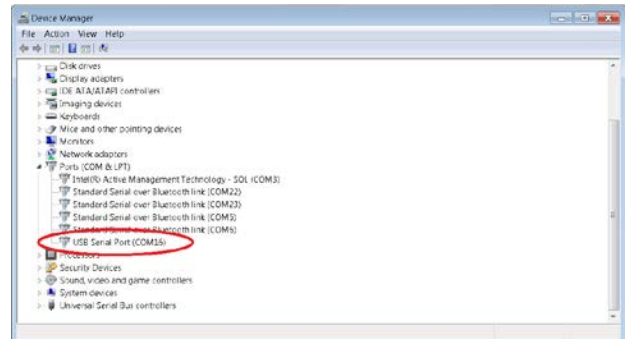 Device Manager
File Action View Help
Disk drives
Display adapters
IDE ATA/ATAPI controllers
Imaging devices
Keyboards
Mice and other pointing devices
Monitors
Network adapters
Ports (COM & LPT)
Intel(R) Active Management Technology - SOL (COM3)
Standard Serial over Bluetooth link (COM22)
Standard Serial over Bluetooth link (COM23)
Standard Serial over Bluetooth link (COM5)
Standard Serial over Bluetooth link (COM6)
USB Serial Port (COM16)
Processors
Security Devices
Sound, video and game controllers
System devices
Universal Serial Bus controllers